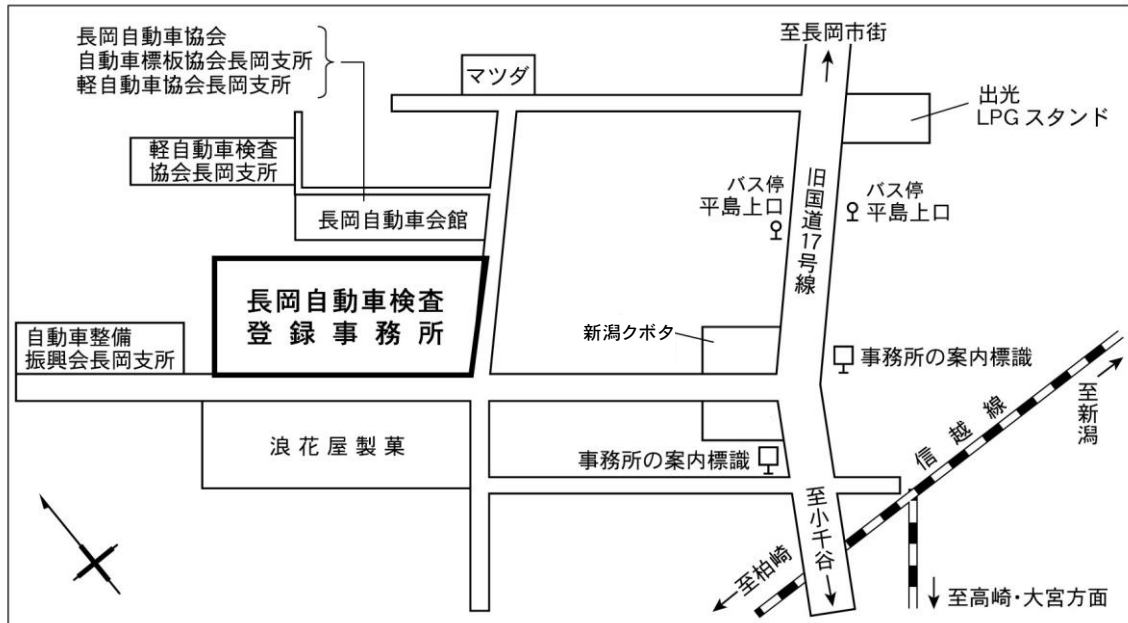 長岡自動車協会
自動車標板協会長岡支所
軽自動車協会長岡支所
至長岡市街
マツダ
出光
LPGスタンド
軽自動車検査
協会長岡支所
バス停
平島上口
旧国道17号線
バス停
平島上口
長岡自動車会館
長岡自動車検査
登録事務所
自動車整備
振興会長岡支所
新潟クボタ
事務所の案内標識
至新潟
信越線
浪花屋製菓
事務所の案内標識
至小千谷
至柏崎
至高崎・大宮方面